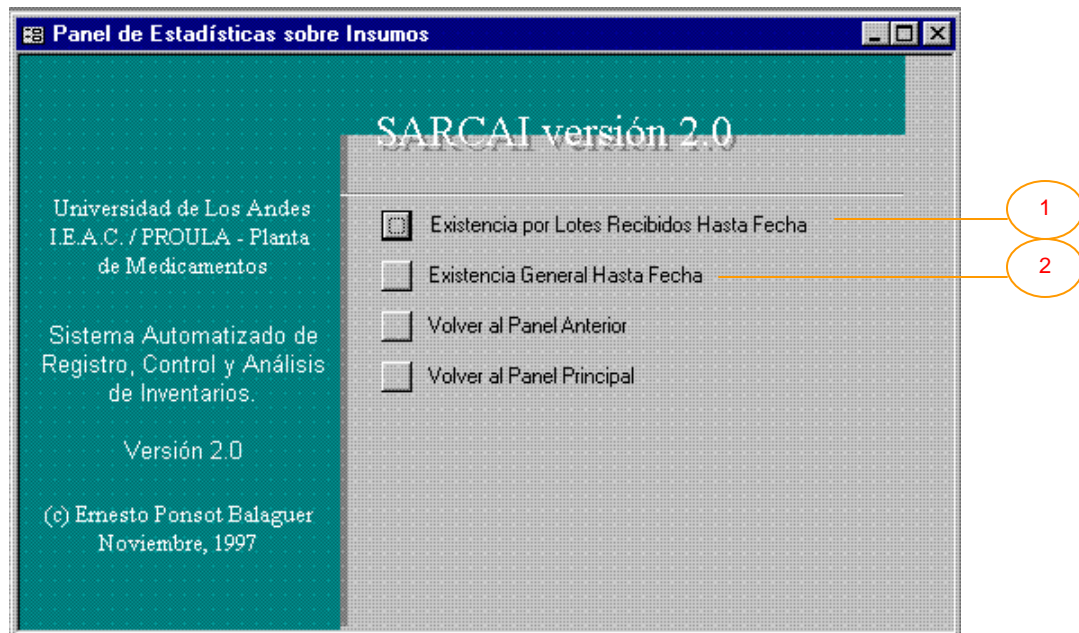 Panel de Estadísticas sobre Insumos
SARCAI versión 2.0
Universidad de Los Andes
I.E.A.C. / PROULA - Planta
de Medicamentos
Sistema Automatizado de
Registro, Control y Análisis
de Inventarios.
Versión 2.0
(c) Ernesto Ponsot Balaguer
Noviembre, 1997
Existencia por Lotes Recibidos Hasta Fecha
Existencia General Hasta Fecha
Volver al Panel Anterior
Volver al Panel Principal
1
2